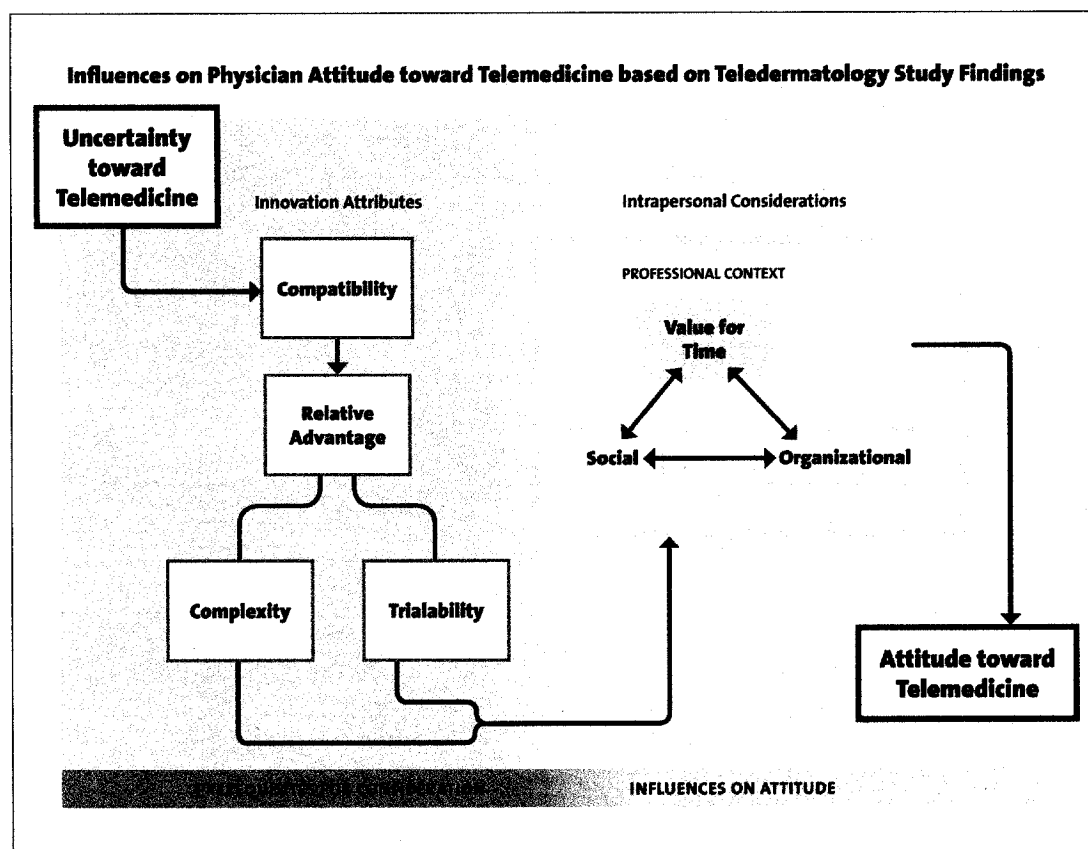 Influences on Physician Attitude toward Telemedicine based on Teledermatology Study Findings
Uncertainty
toward
Telemedicine
Innovation Attributes
Intrapersonal Considerations
Compatibility
PROFESSIONAL CONTEXT
Value for
Time
Relative
Advantage
Social
Organizational
Complexity
Trialability
Attitude toward
Telemedicine
INFLUENCES ON ATTITUDE